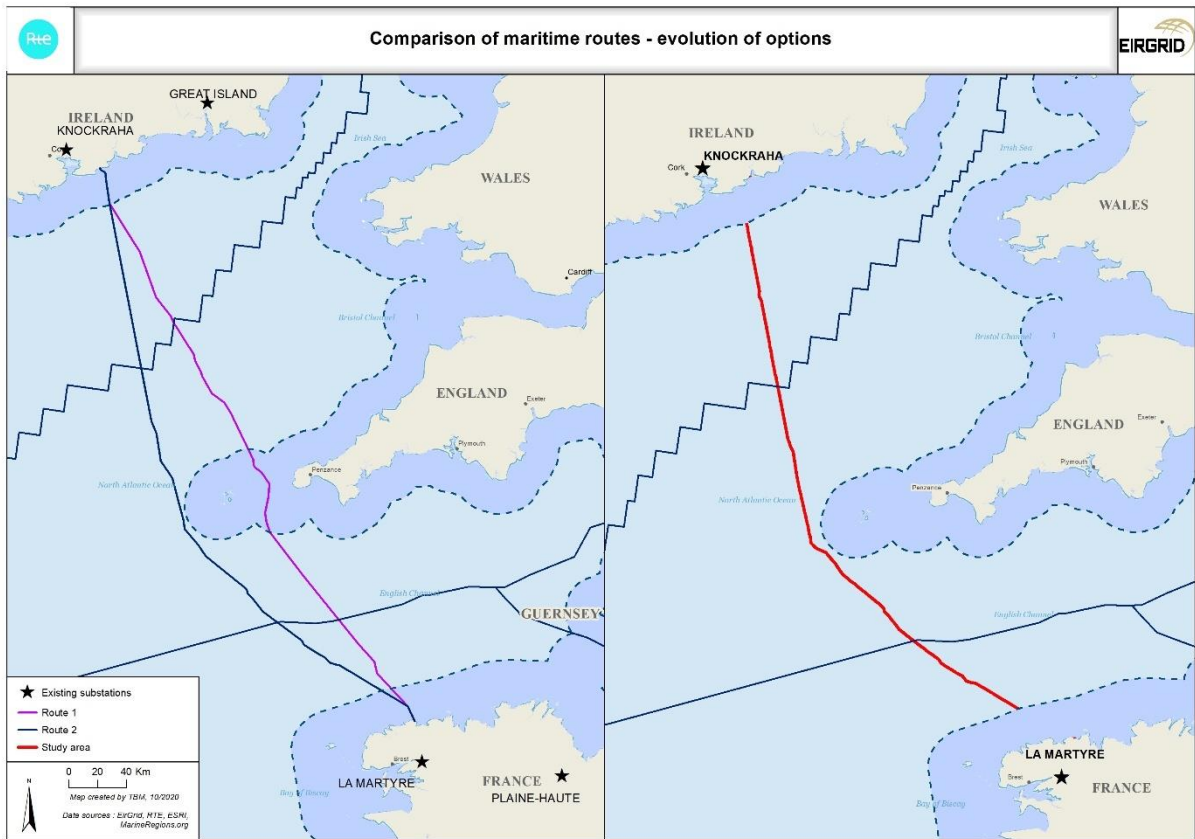 Rte
Comparison of maritime routes - evolution of options
EIRGRID
GREAT ISLAND
IRELAND
KNOCKRAHA
Irish Sea
WALES
Cardiff
Bristol Channel
ENGLAND
Exeter
Plymouth
Penzance
North Atlantic Ocean
English Channel
GUERNSEY
Brest
LA MARTYRE
FRANCE
PLAINE-HAUTE
Bay of Biscay
Existing substations
Route 1
Route 2
Study area
N
0 20 40 Km
Map created by TBM, 10/2020
Data sources : EirGrid, RTE, ESRI,
MarineRegions.org
IRELAND
Cork
KNOCKRAHA
Irish Sea
WALES
Bristol Channel
ENGLAND
Exeter
Plymouth
Penzance
North Atlantic Ocean
English Channel
LA MARTYRE
Brest
FRANCE
Bay of Biscay